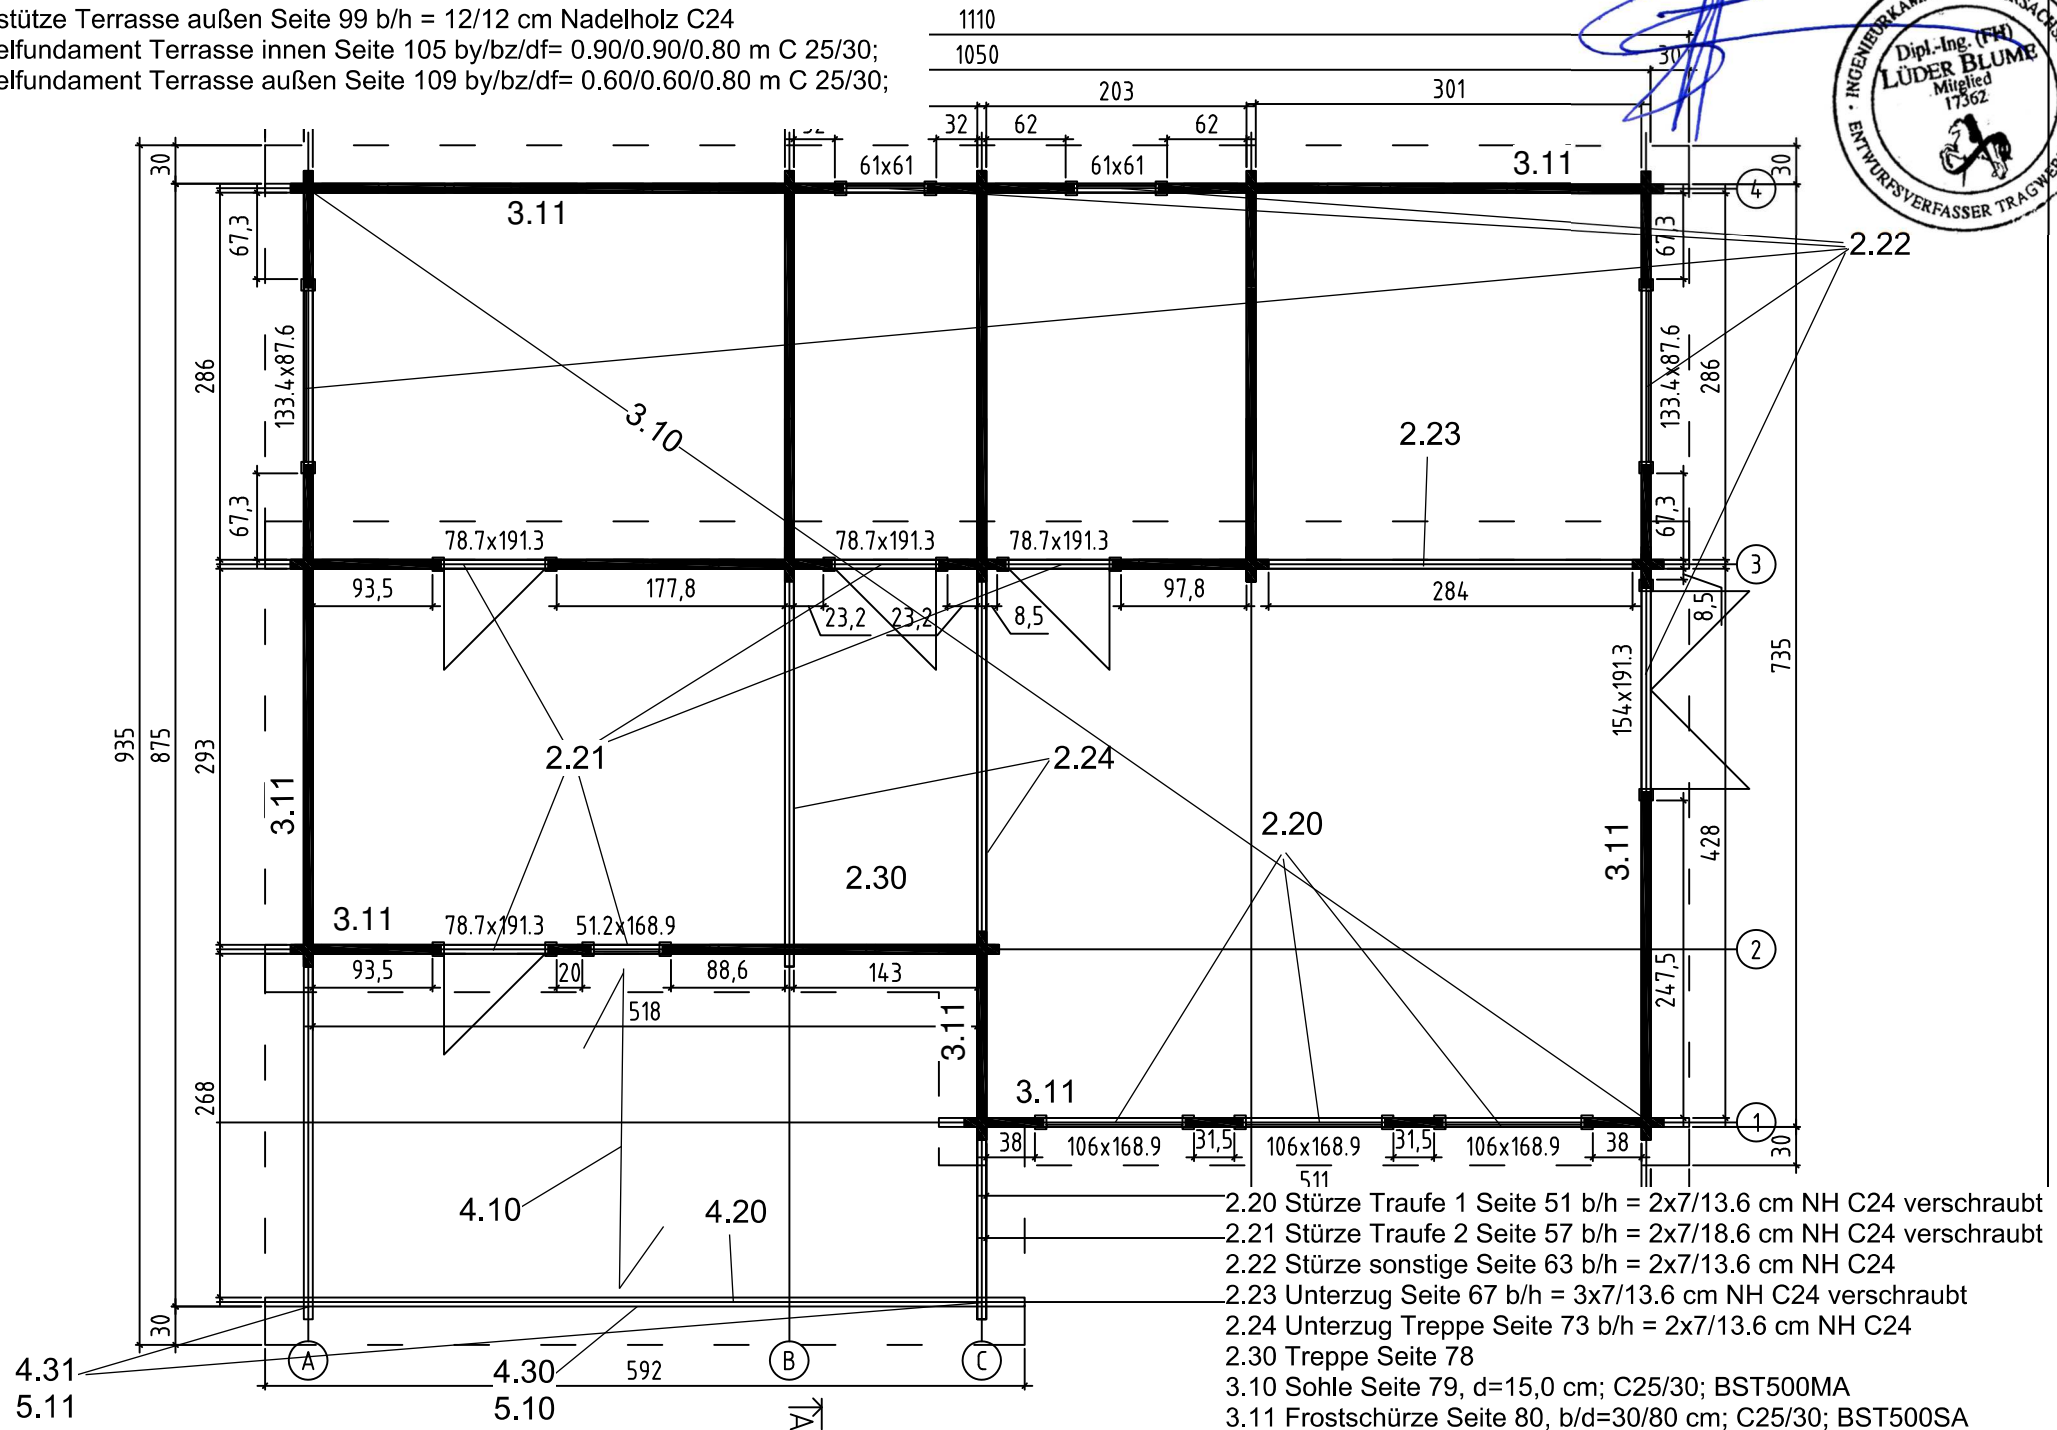 stütze Terrasse außen Seite 99 b/h = 12/12 cm Nadelholz C24
elfundament Terrasse innen Seite 105 by/bz/df= 0.90/0.90/0.80 m C 25/30;
elfundament Terrasse außen Seite 109 by/bz/df= 0.60/0.60/0.80 m C 25/30;
1110
1050
30
203
301
32
62
62
61x61
61x61
Dipl.-Ing. (FH)
LÜDER BLUME
Mitglied
17362
ENTWURFSVERFASSER
30
30
3.11
3.11
4
67,3
67,3
2.22
286
133.4x87.6
133.4x87.6
286
3.10
2.23
67,3
67,3
78.7x191.3
78.7x191.3
78.7x191.3
3
93,5
177,8
23,2
23,2
8,5
97,8
284
8,5
935
875
293
735
154x191.3
2.21
2.24
3.11
2.20
3.11
428
2.30
3.11
78.7x191.3
51.2x168.9
2
93,5
20
88,6
143
247,5
518
3.11
268
3.11
1
38
106x168.9
31,5
106x168.9
31,5
106x168.9
38
30
511
4.10
4.20
2.20 Stürze Traufe 1 Seite 51 b/h = 2x7/13.6 cm NH C24 verschraubt
2.21 Stürze Traufe 2 Seite 57 b/h = 2x7/18.6 cm NH C24 verschraubt
2.22 Stürze sonstige Seite 63 b/h = 2x7/13.6 cm NH C24
2.23 Unterzug Seite 67 b/h = 3x7/13.6 cm NH C24 verschraubt
2.24 Unterzug Treppe Seite 73 b/h = 2x7/13.6 cm NH C24
2.30 Treppe Seite 78
3.10 Sohle Seite 79, d=15,0 cm; C25/30; BST500MA
3.11 Frostschürze Seite 80, b/d=30/80 cm; C25/30; BST500SA
30
A
B
C
4.31
5.11
4.30
5.10
592
A